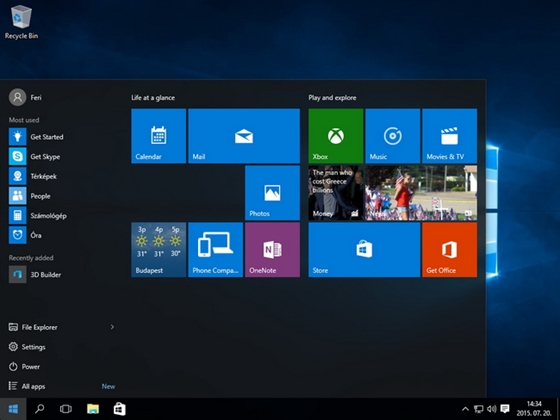 Recycle Bin
Feri
Most used
Get Started
Get Skype
Térképek
People
Számológép
Óra
Recently added
3D Builder
File Explorer
Settings
Power
All apps
New
Life at a glance
Calendar
Mail
Photos
3p 4p 5p
31° 31° 30°
Budapest
Phone Compa...
OneNote
Play and explore
Xbox
Music
Movies & TV
The man who
cost Greece
billions
Money
News
Store
Get Office
14:34
2015. 07. 20.